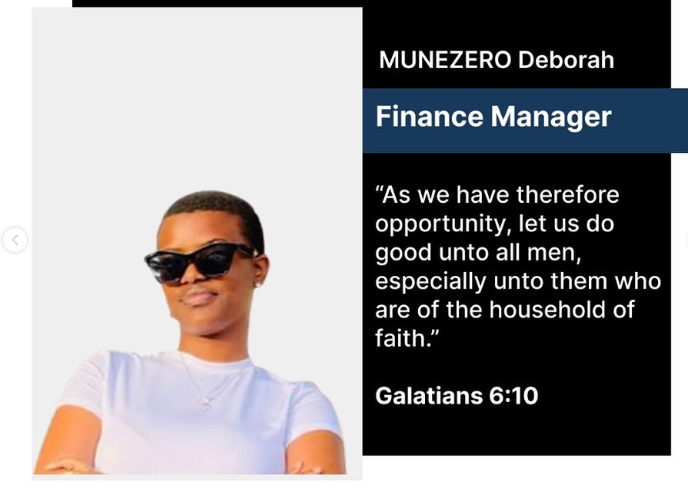 MUNEZERO Deborah
Finance Manager
“As we have therefore
opportunity, let us do
good unto all men,
especially unto them who
are of the household of
faith.”
Galatians 6:10